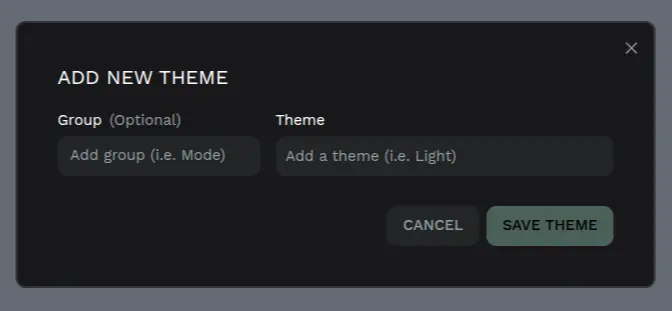 ADD NEW THEME
Group (Optional) Theme
Add group (i.e. Mode) Add a theme (i.e. Light)
CANCEL SAVE THEME